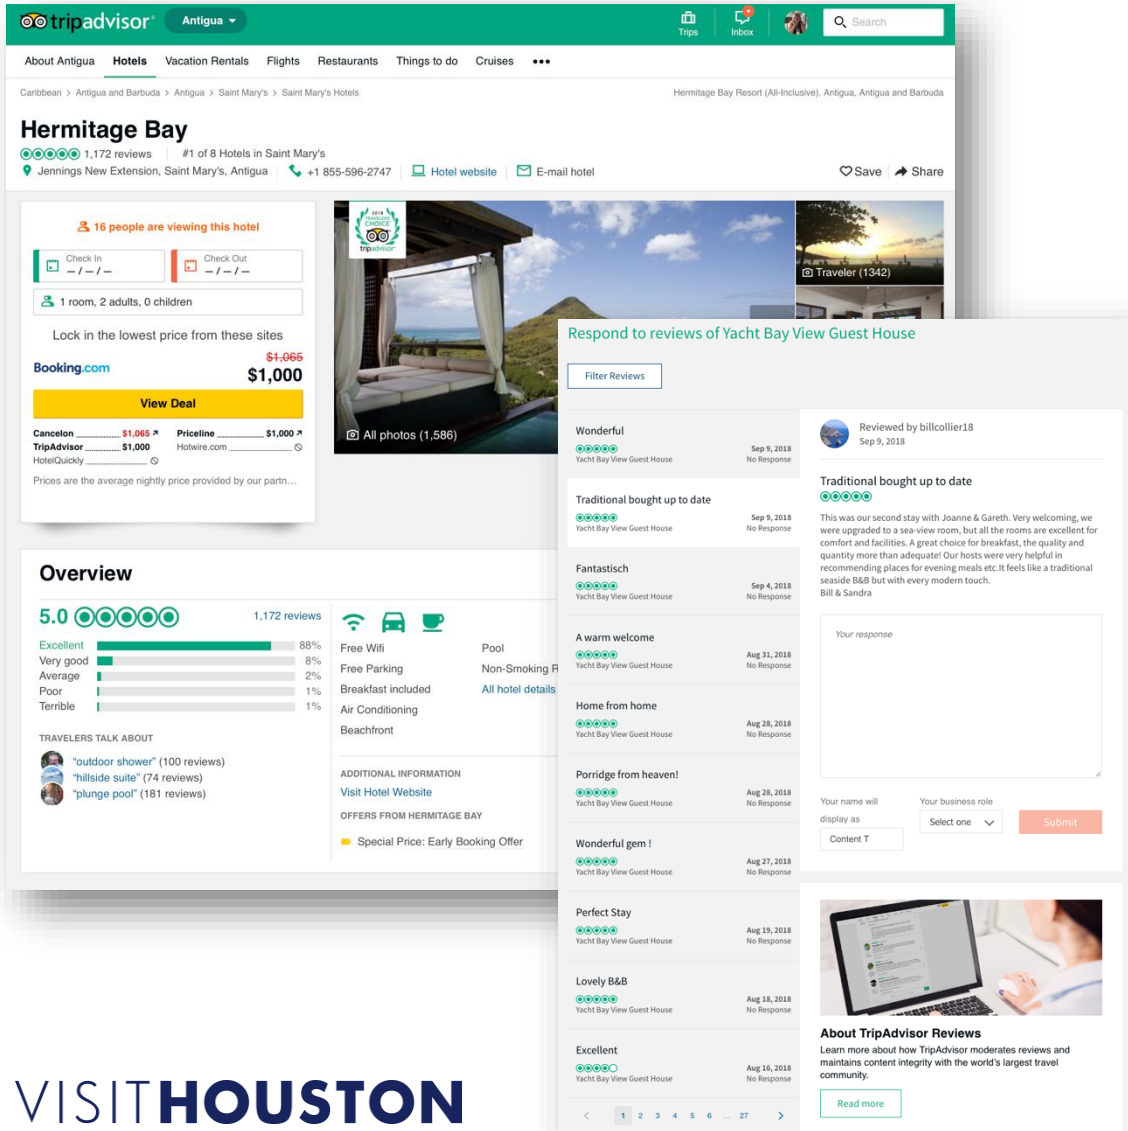 tripadvisor
Antigua
Trips
Inbox
Search
About Antigua Hotels Vacation Rentals Flights Restaurants Things to do Cruises •••
Caribbean > Antigua and Barbuda > Antigua > Saint Mary's > Saint Mary's Hotels
Hermitage Bay Resort (All-Inclusive), Antigua, Antigua and Barbuda
Hermitage Bay
1,172 reviews #1 of 8 Hotels in Saint Mary's
Jennings New Extension, Saint Mary's, Antigua +1 855-596-2747 Hotel website E-mail hotel
Save Share
16 people are viewing this hotel
Check In
– / – / –
Check Out
– / – / –
1 room, 2 adults, 0 children
Lock in the lowest price from these sites
Booking.com
$1,065
$1,000
View Deal
Cancelon $1,065
Priceline $1,000
TripAdvisor $1,000
Hotwire.com
HotelQuickly
Prices are the average nightly price provided by our partn...
2018
TRAVELERS'
CHOICE
tripadvisor
All photos (1,586)
Traveler (1342)
Overview
5.0 1,172 reviews
Excellent 88%
Very good 8%
Average 2%
Poor 1%
Terrible 1%
TRAVELERS TALK ABOUT
"outdoor shower" (100 reviews)
"hillside suite" (74 reviews)
"plunge pool" (181 reviews)
Free Wifi Pool
Free Parking Non-Smoking R
Breakfast included All hotel details
Air Conditioning
Beachfront
ADDITIONAL INFORMATION
Visit Hotel Website
OFFERS FROM HERMITAGE BAY
Special Price: Early Booking Offer
Respond to reviews of Yacht Bay View Guest House
Filter Reviews
Wonderful
Sep 9, 2018
Yacht Bay View Guest House No Response
Traditional bought up to date
Sep 9, 2018
Yacht Bay View Guest House No Response
Fantastisch
Sep 4, 2018
Yacht Bay View Guest House No Response
A warm welcome
Aug 31, 2018
Yacht Bay View Guest House No Response
Home from home
Aug 28, 2018
Yacht Bay View Guest House No Response
Porridge from heaven!
Aug 28, 2018
Yacht Bay View Guest House No Response
Wonderful gem !
Aug 27, 2018
Yacht Bay View Guest House No Response
Perfect Stay
Aug 19, 2018
Yacht Bay View Guest House No Response
Lovely B&B
Aug 18, 2018
Yacht Bay View Guest House No Response
Excellent
Aug 16, 2018
Yacht Bay View Guest House No Response
< 1 2 3 4 5 6 ... 27 >
Reviewed by billcollier18
Sep 9, 2018
Traditional bought up to date
This was our second stay with Joanne & Gareth. Very welcoming, we
were upgraded to a sea-view room, but all the rooms are excellent for
comfort and facilities. A great choice for breakfast, the quality and
quantity more than adequate! Our hosts were very helpful in
recommending places for evening meals etc.It feels like a traditional
seaside B&B but with every modern touch.
Bill & Sandra
Your response
Your name will
display as
Content T
Your business role
Select one
Submit
About TripAdvisor Reviews
Learn more about how TripAdvisor moderates reviews and
maintains content integrity with the world's largest travel
community.
Read more
VISITHOUSTON